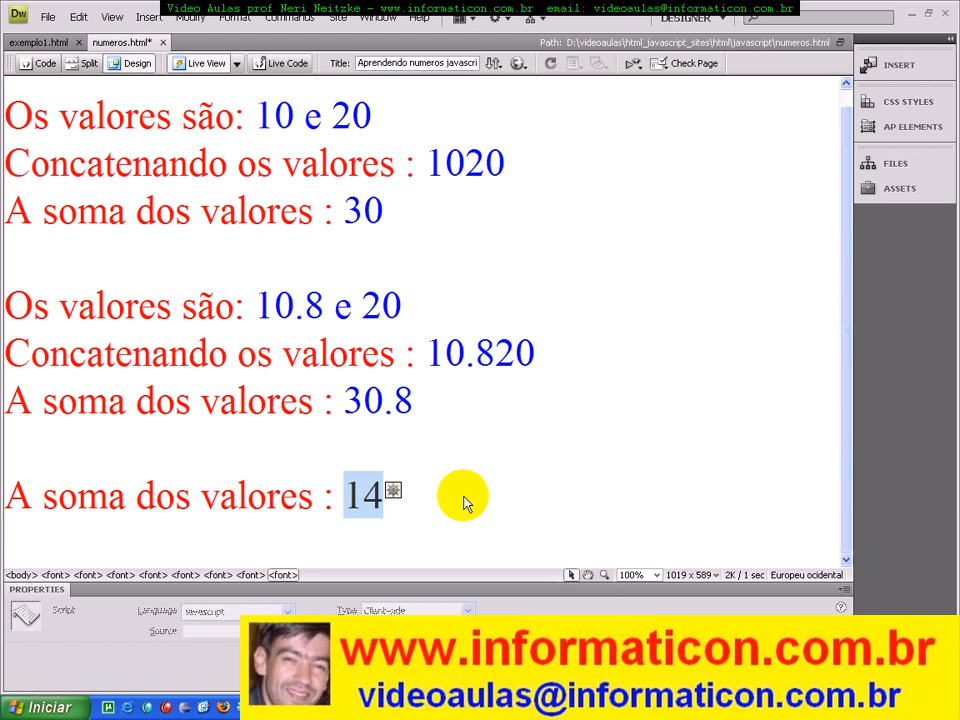 Video Aulas prof Neri Neitzke - www.informaticon.com.br email: videoaulas@informaticon.com.br
Dw File Edit View Insert Modify Format Commands Site Window Help DESIGNER
exemplo1.html × numeros.html* × Path: D:\videoaulas\html_javascript_sites\html\javascript\numeros.html
Code Split Design Live View Live Code Title: Aprendendo numeros javascri Check Page
INSERT
CSS STYLES
AP ELEMENTS
FILES
ASSETS
Os valores são: 10 e 20
Concatenando os valores : 1020
A soma dos valores : 30
Os valores são: 10.8 e 20
Concatenando os valores : 10.820
A soma dos valores : 30.8
A soma dos valores : 14
<body> <font> <font> <font> <font> <font> <font> <font> 100% 1019 x 589 2K / 1 sec Europeu ocidental
PROPERTIES
Script Language Javascript Type Client-side
Source
www.informaticon.com.br
videoaulas@informaticon.com.br
Iniciar